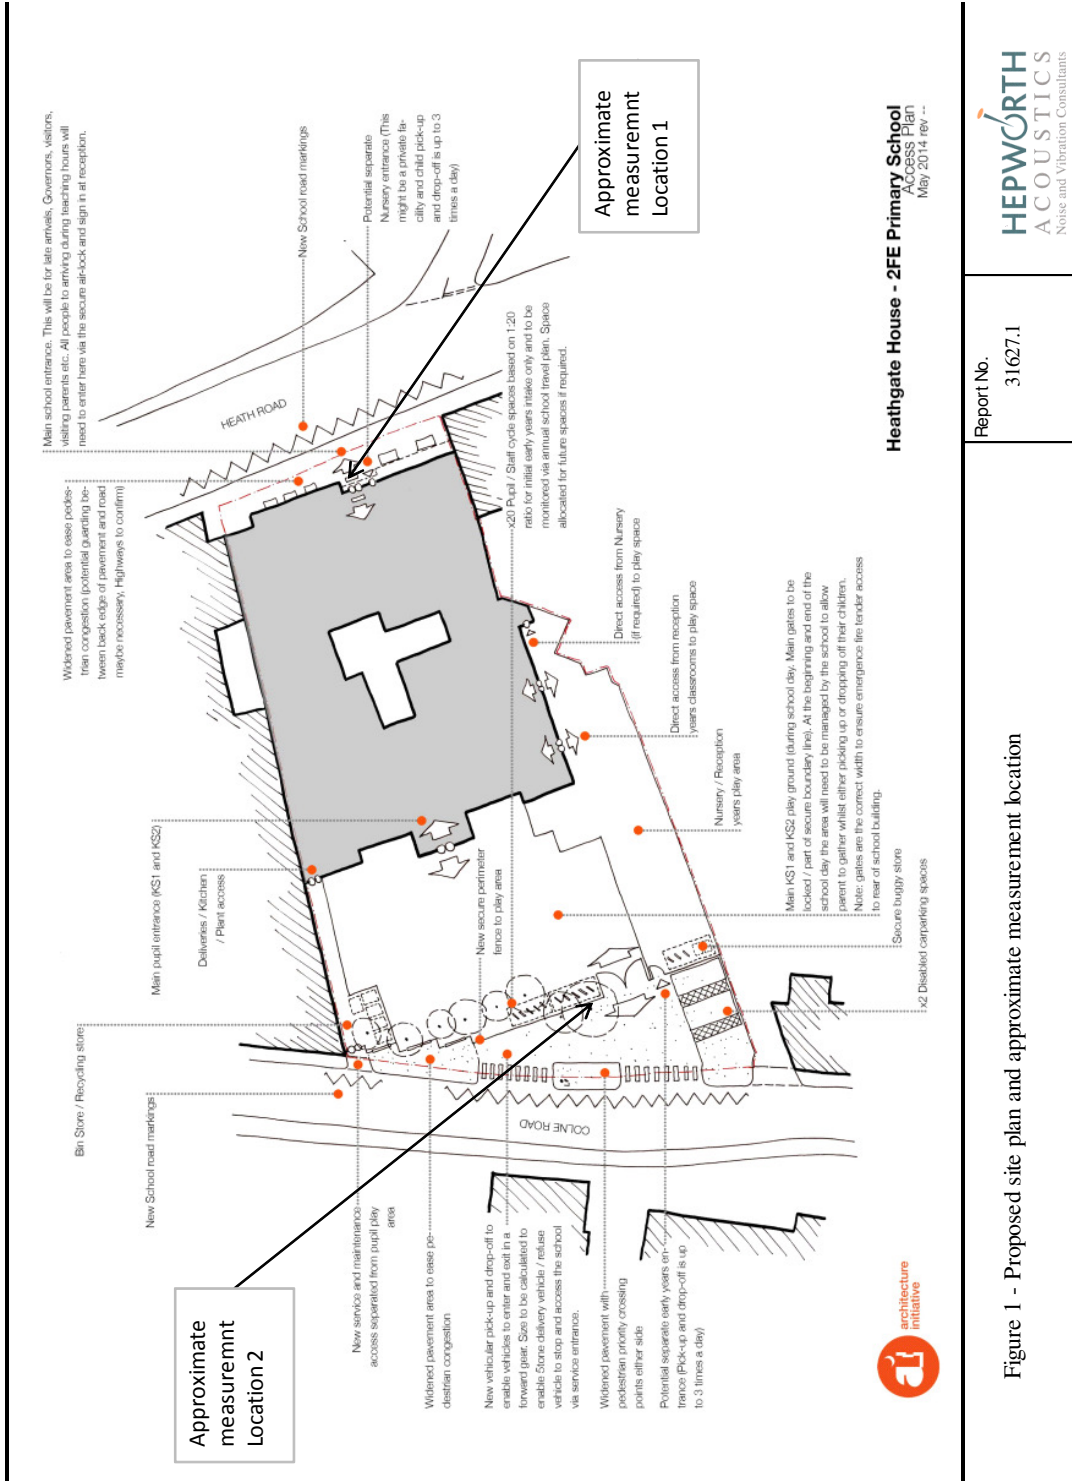 Main school entrance. This will be for late arrivals, Governors, visitors,
visiting parents etc. All people to arriving during teaching hours will
need to enter here via the secure air-lock and sign in at reception.
Widened pavement area to ease pedes-
trian congestion (potential guarding be-
tween back edge of pavement and road
maybe necessary, Highways to confirm)
Main pupil entrance (KS1 and KS2)
Deliveries / Kitchen
/ Plant access
Bin Store / Recycling store
New School road markings
HEATH ROAD
New School road markings
Potential separate
Nursery entrance (This
might be a private fa-
cility and child pick-up
and drop-off is up to 3
times a day)
Approximate
measuremnt
Location 1
x20 Pupil / Staff cycle spaces based on 1:20
ratio for initial early years intake only and to be
monitored via annual school travel plan. Space
allocated for future spaces if required.
Direct access from Nursery
(if required) to play space
Direct access from reception
years classrooms to play space
Nursery / Reception
years play area
New secure perimeter
fence to play area
Main KS1 and KS2 play ground (during school day. Main gates to be
locked / part of secure boundary line). At the beginning and end of the
school day the area will need to be managed by the school to allow
parent to gather whilst either picking up or dropping off their children.
Note: gates are the correct width to ensure emergence fire tender access
to rear of school building.
Secure buggy store
x2 Disabled carparking spaces
COLNE ROAD
Approximate
measuremnt
Location 2
New service and maintenance
access separated from pupil play
area
Widened pavement area to ease pe-
destrian congestion
New vehicular pick-up and drop-off to
enable vehicles to enter and exit in a
forward gear. Size to be calculated to
enable 5tone delivery vehicle / refuse
vehicle to stop and access the school
via service entrance.
Widened pavement with
pedestrian priority crossing
points either side
Potential separate early years en-
trance (Pick-up and drop-off is up
to 3 times a day)
ai
architecture
initiative
Heathgate House - 2FE Primary School
Access Plan
May 2014 rev --
Figure 1 - Proposed site plan and approximate measurement location
Report No.
31627.1
HEPWORTH
ACOUSTICS
Noise and Vibration Consultants